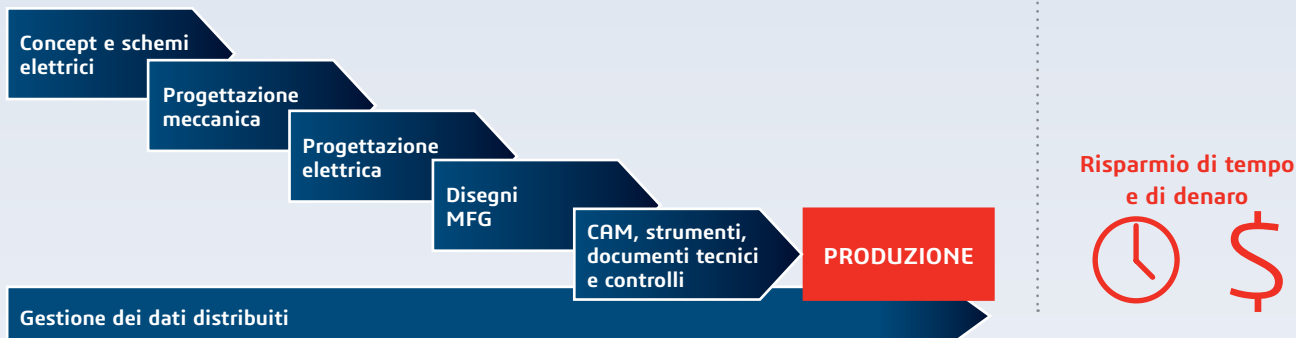 Concept e schemi
elettrici
Progettazione
meccanica
Progettazione
elettrica
Disegni
MFG
CAM, strumenti,
documenti tecnici
e controlli
PRODUZIONE
Gestione dei dati distribuiti
Risparmio di tempo
e di denaro
$